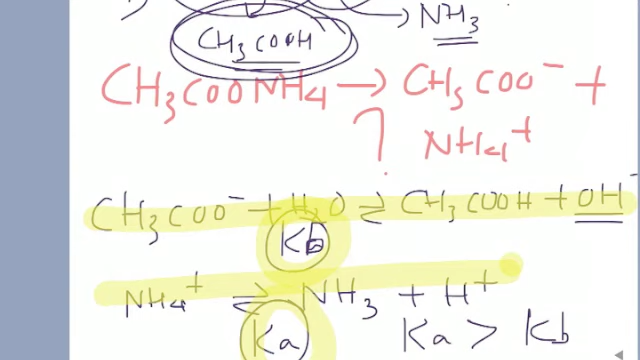 NH3
CH3COOH
CH3COONH4 → CH3COO⁻ +
? NH4⁺
CH3COO⁻ + H2O ⇌ CH3COOH + OH⁻
Kb
NH4⁺ ⇌ NH3 + H⁺
Ka Ka > Kb